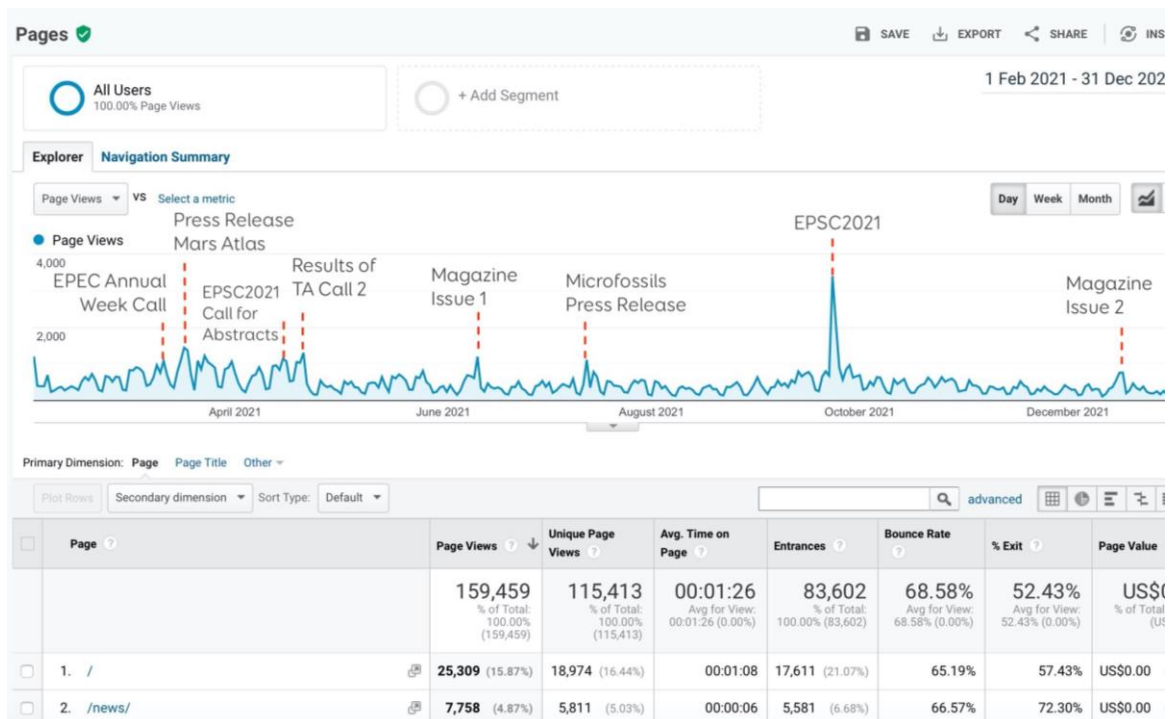 Pages
SAVE EXPORT SHARE INS
All Users
100.00% Page Views
+ Add Segment
1 Feb 2021 - 31 Dec 202
Explorer Navigation Summary
Page Views VS Select a metric
Day Week Month
Page Views
4,000
2,000
EPEC Annual
Week Call
Press Release
Mars Atlas
EPSC2021
Call for
Abstracts
Results of
TA Call 2
Magazine
Issue 1
Microfossils
Press Release
EPSC2021
Magazine
Issue 2
April 2021 June 2021 August 2021 October 2021 December 2021
Primary Dimension: Page Page Title Other
Plot Rows Secondary dimension Sort Type: Default advanced
Page ? Page Views ? Unique Page Views ? Avg. Time on Page ? Entrances ? Bounce Rate ? % Exit ? Page Value
159,459 115,413 00:01:26 83,602 68.58% 52.43% US$0
% of Total: 100.00% (159,459) % of Total: 100.00% (115,413) Avg for View: 00:01:26 (0.00%) % of Total: 100.00% (83,602) Avg for View: 68.58% (0.00%) Avg for View: 52.43% (0.00%) % of Total (US
1. / 25,309 (15.87%) 18,974 (16.44%) 00:01:08 17,611 (21.07%) 65.19% 57.43% US$0.00
2. /news/ 7,758 (4.87%) 5,811 (5.03%) 00:00:06 5,581 (6.68%) 66.57% 72.30% US$0.00